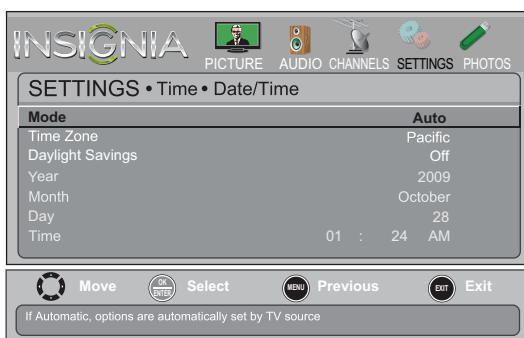 INSIGNIA
PICTURE AUDIO CHANNELS SETTINGS PHOTOS
SETTINGS • Time • Date/Time
Mode Auto
Time Zone Pacific
Daylight Savings Off
Year 2009
Month October
Day 28
Time 01 : 24 AM
Move OK ENTER Select MENU Previous EXIT Exit
If Automatic, options are automatically set by TV source